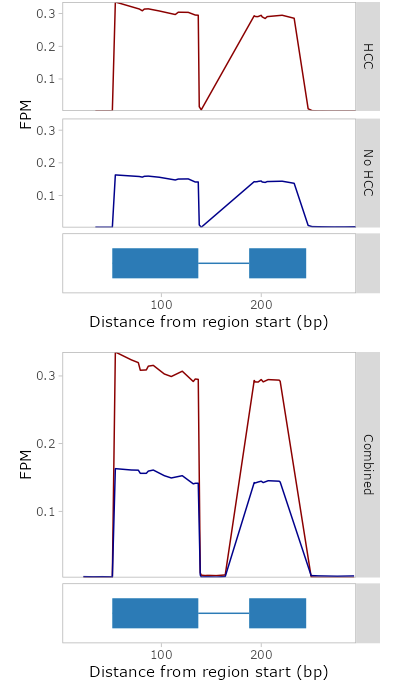 0.3
0.2
0.1
HCC
FPM
0.3
0.2
0.1
No HCC
100
200
Distance from region start (bp)
0.3
0.2
0.1
FPM
Combined
100
200
Distance from region start (bp)